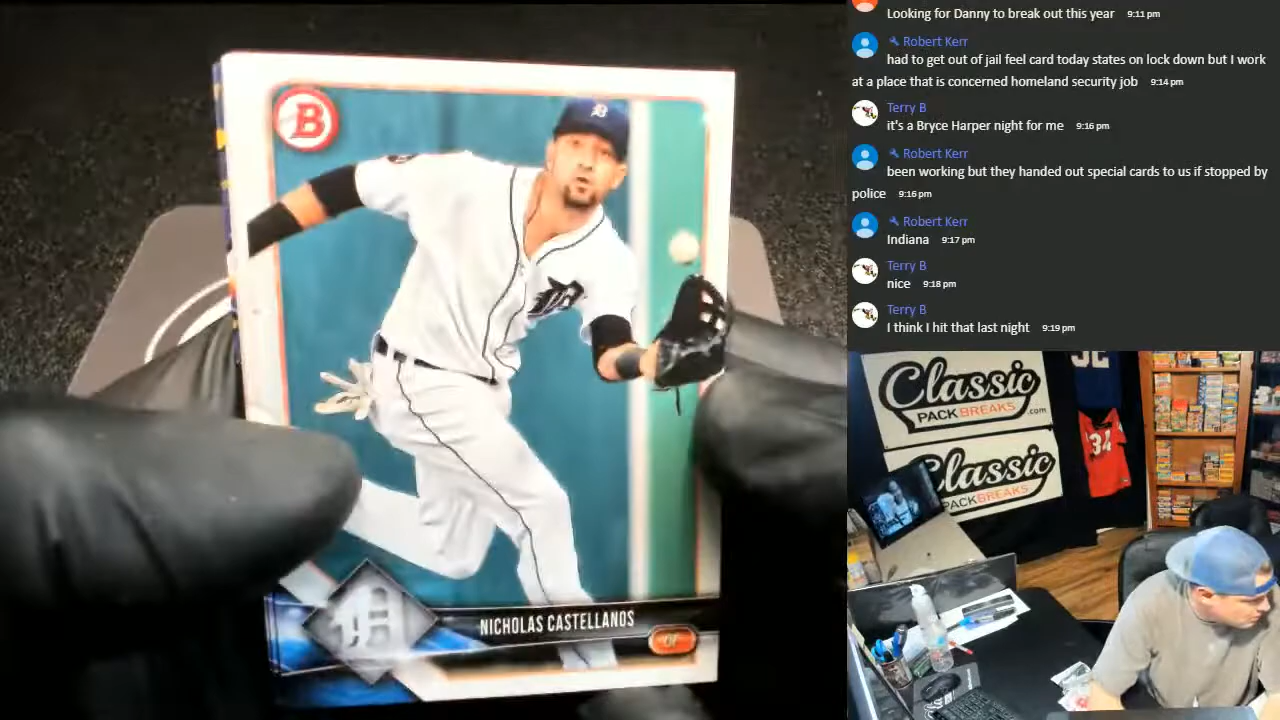 Looking for Danny to break out this year 9:11 pm
Robert Kerr
had to get out of jail feel card today states on lock down but I work
at a place that is concerned homeland security job 9:14 pm
Terry B
it's a Bryce Harper night for me 9:16 pm
Robert Kerr
been working but they handed out special cards to us if stopped by
police 9:16 pm
Robert Kerr
Indiana 9:17 pm
Terry B
nice 9:18 pm
Terry B
I think I hit that last night 9:19 pm
B
B
D
NICHOLAS CASTELLANOS
OF
D
Classic
PACK BREAKS .com
Classic
PACK BREAKS
34